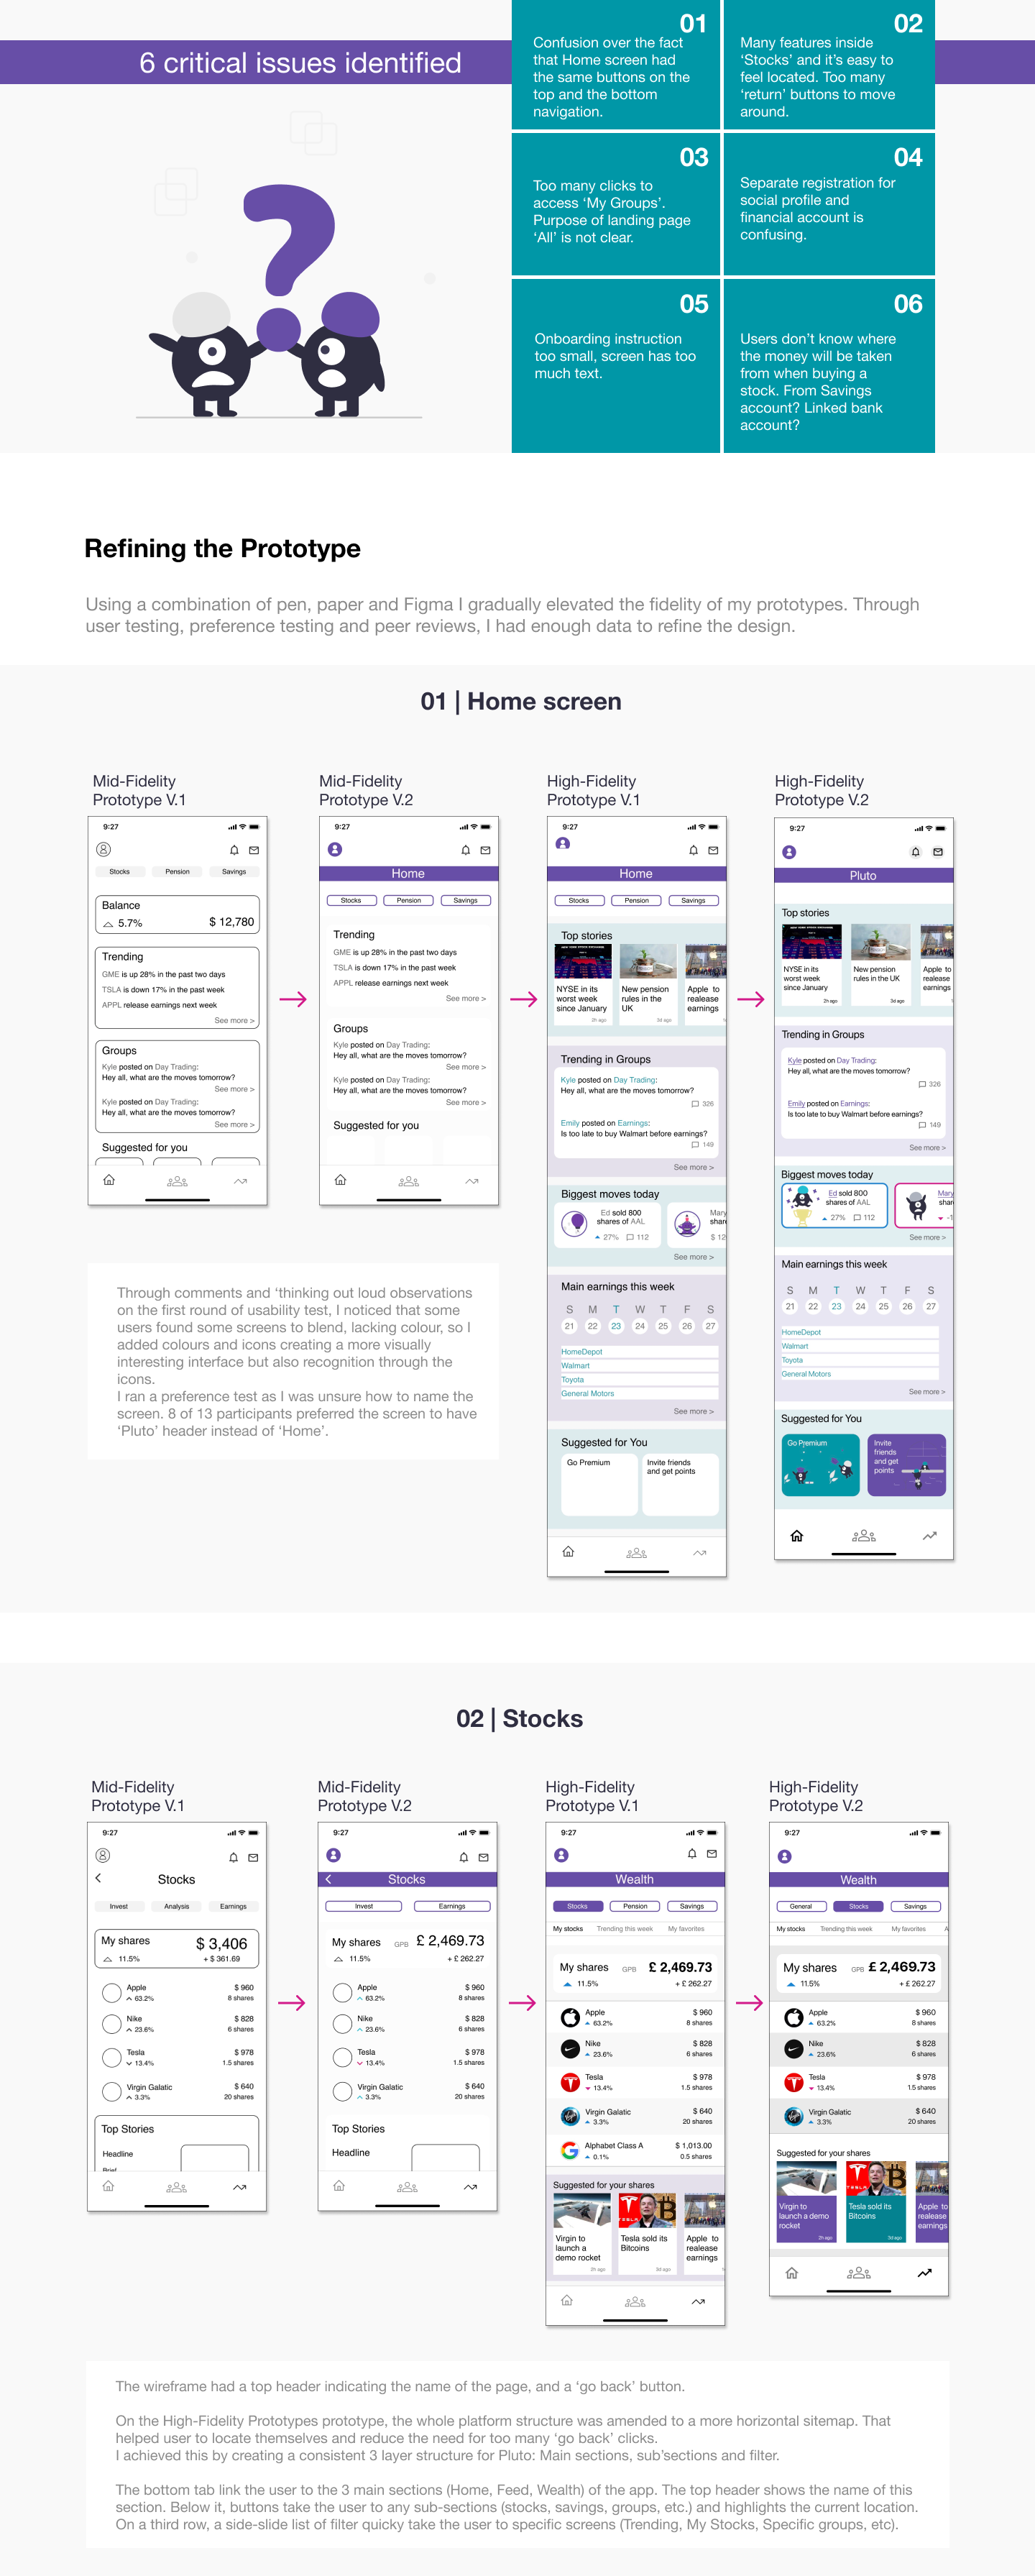 6 critical issues identified
01
Confusion over the fact
that Home screen had
the same buttons on the
top and the bottom
navigation.
02
Many features inside
‘Stocks’ and it’s easy to
feel located. Too many
‘return’ buttons to move
around.
03
Too many clicks to
access ‘My Groups’.
Purpose of landing page
‘All’ is not clear.
04
Separate registration for
social profile and
financial account is
confusing.
05
Onboarding instruction
too small, screen has too
much text.
06
Users don’t know where
the money will be taken
from when buying a
stock. From Savings
account? Linked bank
account?
Refining the Prototype
Using a combination of pen, paper and Figma I gradually elevated the fidelity of my prototypes. Through
user testing, preference testing and peer reviews, I had enough data to refine the design.
01 | Home screen
Mid-Fidelity
Prototype V.1
9:27
Stocks Pension Savings
Balance
5.7% $ 12,780
Trending
GME is up 28% in the past two days
TSLA is down 17% in the past week
APPL release earnings next week
See more >
Groups
Kyle posted on Day Trading:
Hey all, what are the moves tomorrow?
See more >
Kyle posted on Day Trading:
Hey all, what are the moves tomorrow?
See more >
Suggested for you
Mid-Fidelity
Prototype V.2
9:27
Home
Stocks Pension Savings
Trending
GME is up 28% in the past two days
TSLA is down 17% in the past week
APPL release earnings next week
See more >
Groups
Kyle posted on Day Trading:
Hey all, what are the moves tomorrow?
See more >
Kyle posted on Day Trading:
Hey all, what are the moves tomorrow?
See more >
Suggested for you
High-Fidelity
Prototype V.1
9:27
Home
Stocks Pension Savings
Top stories
NYSE in its
worst week
since January
2h ago
New pension
rules in the
UK
3d ago
Apple to
realease
earnings
Trending in Groups
Kyle posted on Day Trading:
Hey all, what are the moves tomorrow?
326
Emily posted on Earnings:
Is too late to buy Walmart before earnings?
149
See more >
Biggest moves today
Ed sold 800
shares of AAL
27% 112
Mary
share
$ 12
See more >
Main earnings this week
S M T W T F S
21 22 23 24 25 26 27
HomeDepot
Walmart
Toyota
General Motors
See more >
Suggested for You
Go Premium
Invite friends
and get points
High-Fidelity
Prototype V.2
9:27
Pluto
Top stories
NYSE in its
worst week
since January
2h ago
New pension
rules in the UK
3d ago
Apple to
realease
earnings
Trending in Groups
Kyle posted on Day Trading:
Hey all, what are the moves tomorrow?
326
Emily posted on Earnings:
Is too late to buy Walmart before earnings?
149
See more >
Biggest moves today
Ed sold 800
shares of AAL
27% 112
Mary
shar
See more >
Main earnings this week
S M T W T F S
21 22 23 24 25 26 27
HomeDepot
Walmart
Toyota
General Motors
See more >
Suggested for You
Go Premium
Invite
friends
and get
points
Through comments and ‘thinking out loud observations
on the first round of usability test, I noticed that some
users found some screens to blend, lacking colour, so I
added colours and icons creating a more visually
interesting interface but also recognition through the
icons.
I ran a preference test as I was unsure how to name the
screen. 8 of 13 participants preferred the screen to have
‘Pluto’ header instead of ‘Home’.
02 | Stocks
Mid-Fidelity
Prototype V.1
9:27
Stocks
Invest Analysis Earnings
My shares $ 3,406
11.5% + $ 361.69
Apple $ 960
63.2% 8 shares
Nike $ 828
23.6% 6 shares
Tesla $ 978
13.4% 1.5 shares
Virgin Galatic $ 640
3.3% 20 shares
Top Stories
Headline
Brief
Mid-Fidelity
Prototype V.2
9:27
Stocks
Invest Earnings
My shares GPB £ 2,469.73
11.5% + £ 262.27
Apple $ 960
63.2% 8 shares
Nike $ 828
23.6% 6 shares
Tesla $ 978
13.4% 1.5 shares
Virgin Galatic $ 640
3.3% 20 shares
Top Stories
Headline
High-Fidelity
Prototype V.1
9:27
Wealth
Stocks Pension Savings
My stocks Trending this week My favorites
My shares GPB £ 2,469.73
11.5% + £ 262.27
Apple $ 960
63.2% 8 shares
Nike $ 828
23.6% 6 shares
Tesla $ 978
13.4% 1.5 shares
Virgin Galatic $ 640
3.3% 20 shares
Alphabet Class A $ 1,013.00
0.1% 0.5 shares
Suggested for your shares
Virgin to
launch a
demo rocket
2h ago
Tesla sold its
Bitcoins
3d ago
Apple to
realease
earnings
High-Fidelity
Prototype V.2
9:27
Wealth
General Stocks Savings
My stocks Trending this week My favorites A
My shares GPB £ 2,469.73
11.5% + £ 262.27
Apple $ 960
63.2% 8 shares
Nike $ 828
23.6% 6 shares
Tesla $ 978
13.4% 1.5 shares
Virgin Galatic $ 640
3.3% 20 shares
Suggested for your shares
Virgin to
launch a demo
rocket
2h ago
Tesla sold its
Bitcoins
3d ago
Apple to
realease
earnings
The wireframe had a top header indicating the name of the page, and a ‘go back’ button.
On the High-Fidelity Prototypes prototype, the whole platform structure was amended to a more horizontal sitemap. That
helped user to locate themselves and reduce the need for too many ‘go back’ clicks.
I achieved this by creating a consistent 3 layer structure for Pluto: Main sections, sub’sections and filter.
The bottom tab link the user to the 3 main sections (Home, Feed, Wealth) of the app. The top header shows the name of this
section. Below it, buttons take the user to any sub-sections (stocks, savings, groups, etc.) and highlights the current location.
On a third row, a side-slide list of filter quicky take the user to specific screens (Trending, My Stocks, Specific groups, etc).